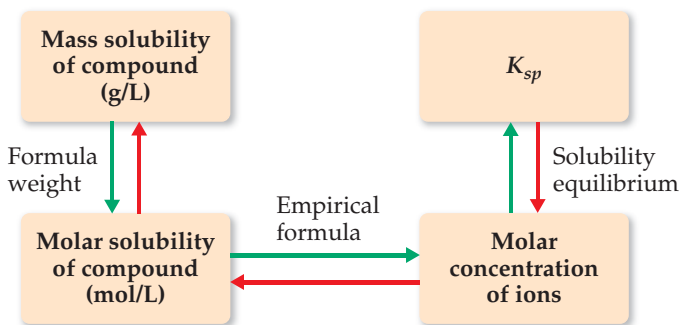 Mass solubility
of compound
(g/L)
K_sp
Formula
weight
Solubility
equilibrium
Empirical
formula
Molar solubility
of compound
(mol/L)
Molar
concentration
of ions